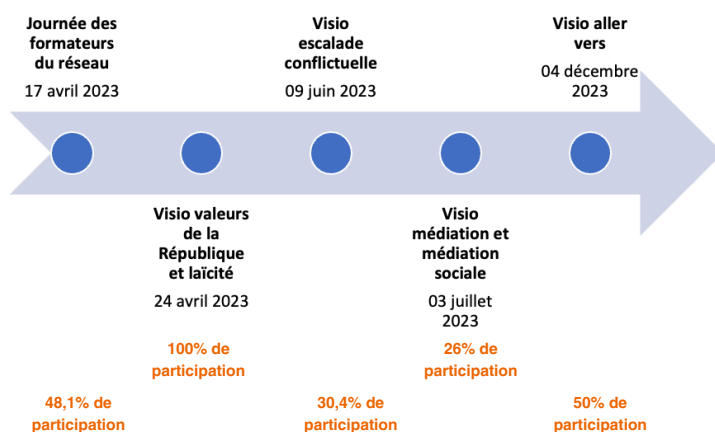 Journée des
formateurs
du réseau
17 avril 2023
Visio
escalade
conflictuelle
09 juin 2023
Visio aller
vers
04 décembre
2023
Visio valeurs
de la
République
et laïcité
24 avril 2023
Visio
médiation et
médiation
sociale
03 juillet
2023
100% de
participation
26% de
participation
48,1% de
participation
30,4% de
participation
50% de
participation